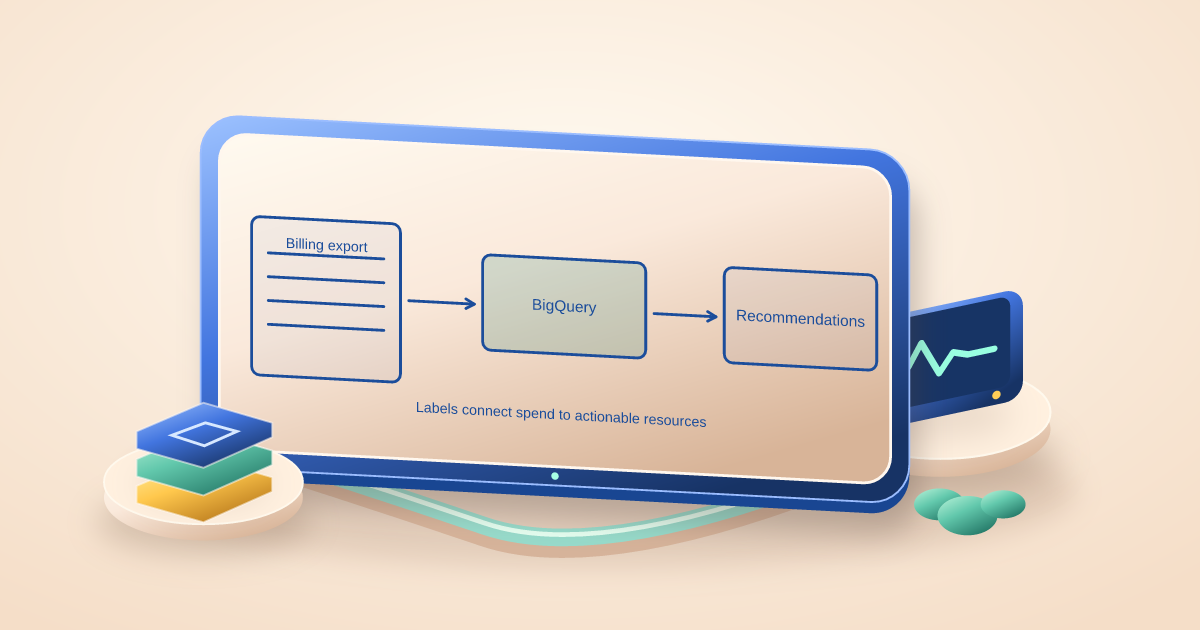 Billing export
BigQuery
Recommendations
Labels connect spend to actionable resources